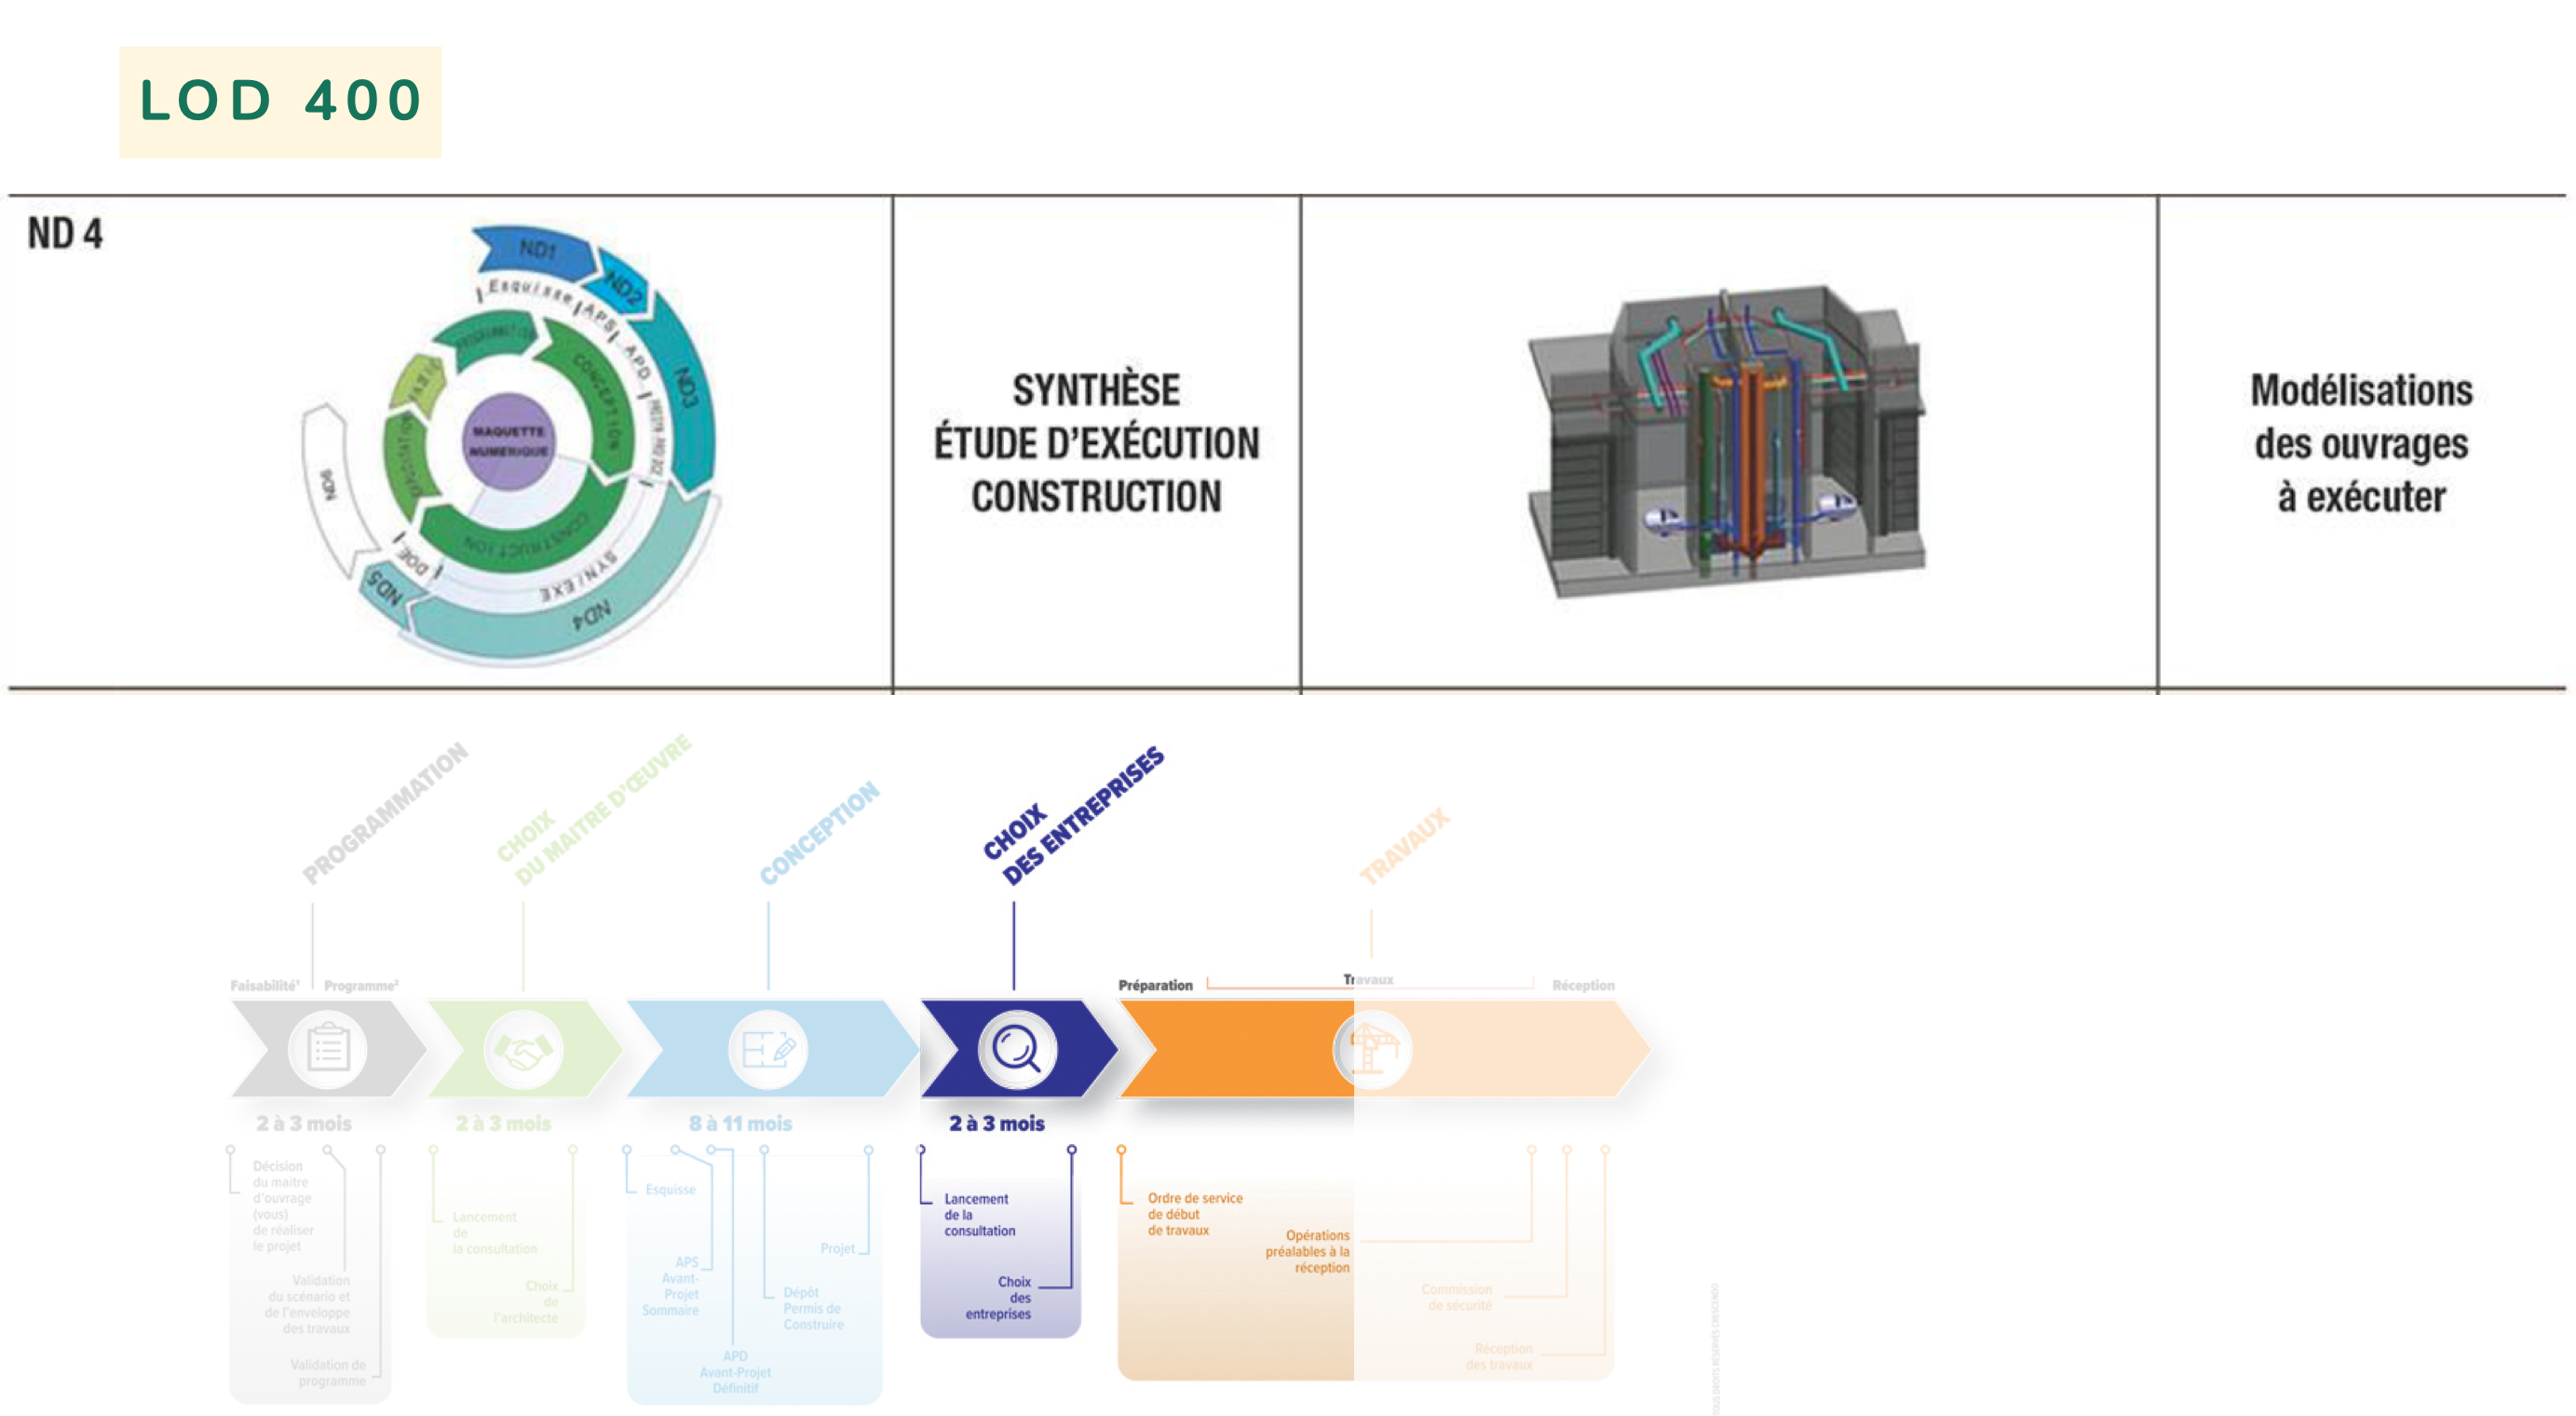 LOD 400
ND 4
ND1
ND2
ND3
ND4
ND5
ND6
Esquisse
APS
APD
SYN/EXE
DOE
CONCEPTION
CONSTRUCTION
MAQUETTE
NUMERIQUE
SYNTHÈSE
ÉTUDE D'EXÉCUTION
CONSTRUCTION
Modélisations
des ouvrages
à exécuter
PROGRAMMATION
CHOIX
DU MAITRE D'ŒUVRE
CONCEPTION
CHOIX
DES ENTREPRISES
TRAVAUX
Faisabilité¹
Programme²
Préparation
Travaux
Réception
2 à 3 mois
2 à 3 mois
8 à 11 mois
2 à 3 mois
Décision
du maitre
d'ouvrage
(vous)
de réaliser
le projet
Validation
du scénario et
de l'enveloppe
des travaux
Validation de
programme
Lancement
de
la consultation
Choix
de
l'architecte
Esquisse
APS
Avant-
Projet
Sommaire
APD
Avant-Projet
Définitif
Dépôt
Permis de
Construire
Projet
Lancement
de la
consultation
Choix
des
entreprises
Ordre de service
de début
de travaux
Opérations
préalables à la
réception
Commission
de sécurité
Réception
des travaux
TOUS DROITS RÉSERVÉS CRESCENDO